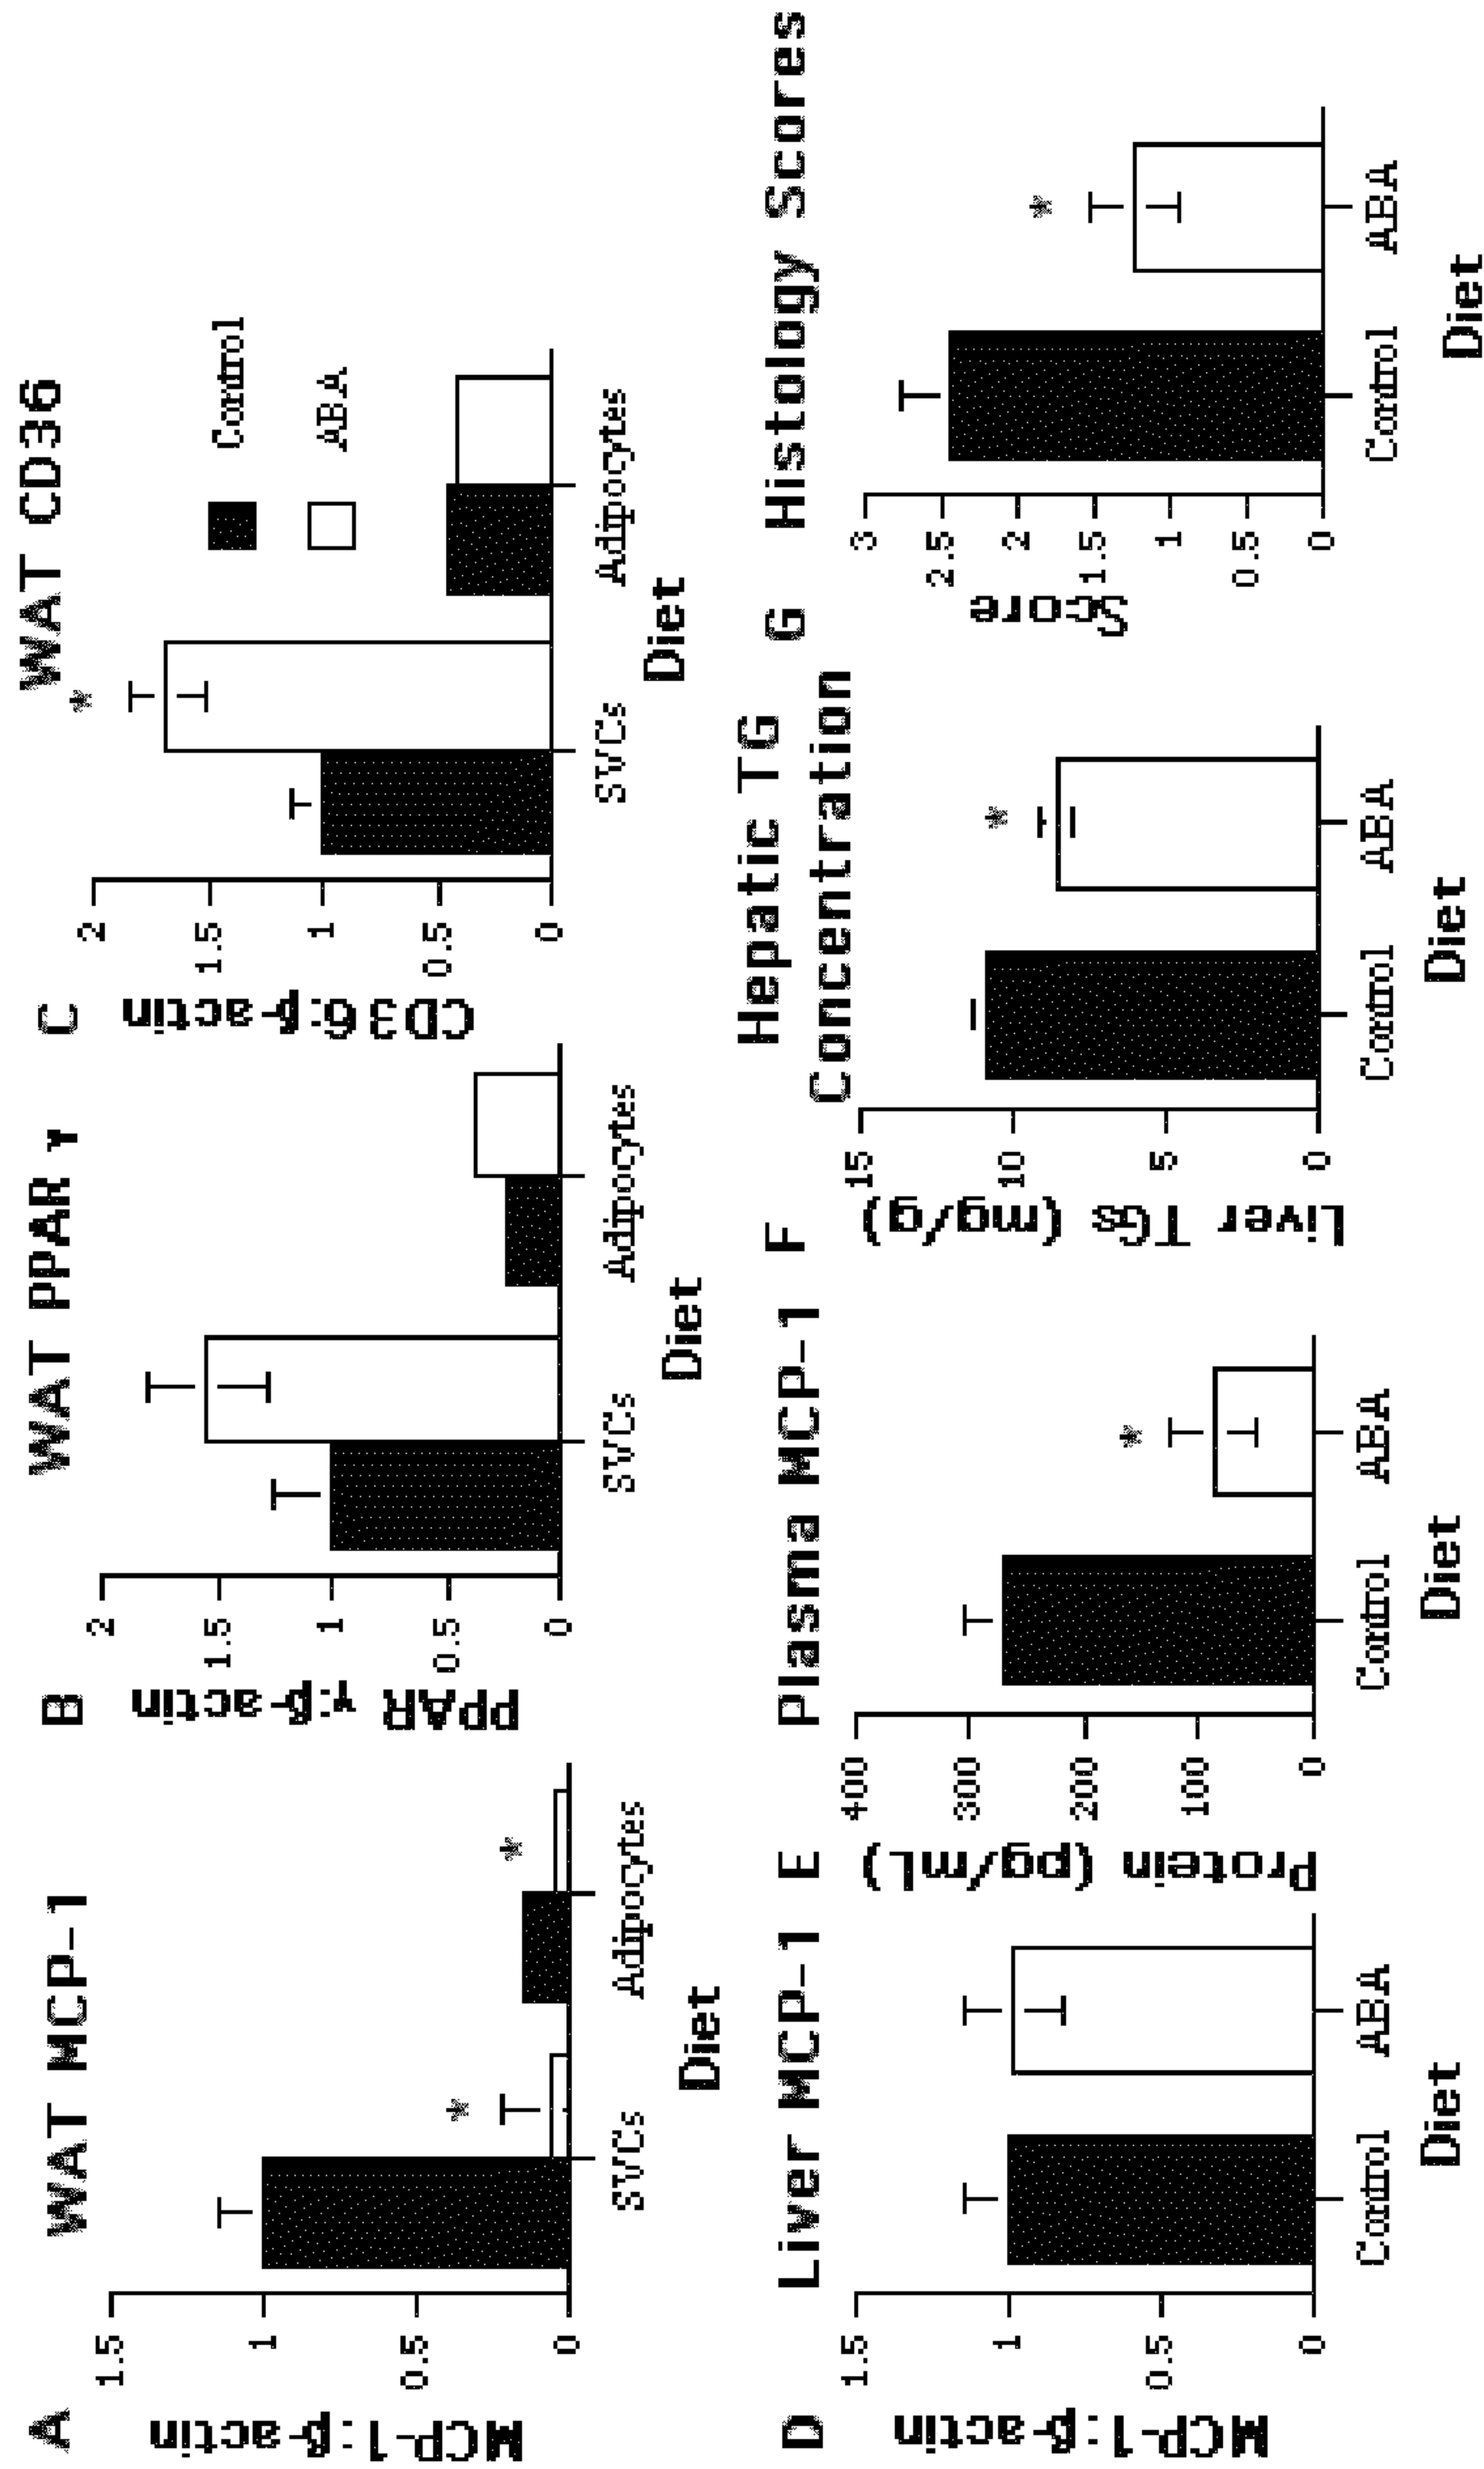 A WAT MCP-1
MCP-1:β-actin
1.5
1
0.5
0
SVCs Adipocytes
Diet
*
*
B WAT PPAR γ
PPAR γ:β-actin
2
1.5
1
0.5
0
SVCs Adipocytes
Diet
C WAT CD36
CD36:β-actin
2
1.5
1
0.5
0
*
Control
ABA
SVCs Adipocytes
Diet
D Liver MCP-1
MCP-1:β-actin
1.5
1
0.5
0
Control ABA
Diet
E Plasma MCP-1
Protein (pg/mL)
400
300
200
100
0
*
Control ABA
Diet
F Hepatic TG
Concentration
Liver TGs (mg/g)
15
10
5
0
*
Control ABA
Diet
G Histology Scores
Score
3
2.5
2
1.5
1
0.5
0
*
Control ABA
Diet